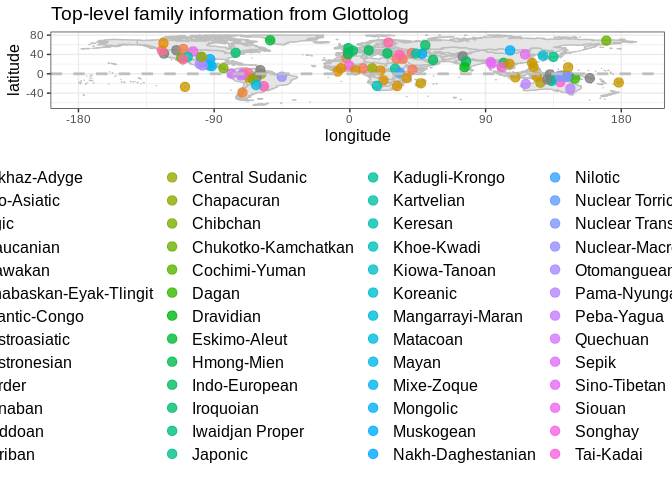 Top-level family information from Glottolog
80
40
0
-40
latitude
-180 -90 0 90 180
longitude
khaz-Adyge Central Sudanic Kadugli-Krongo Nilotic
o-Asiatic Chapacuran Kartvelian Nuclear Torric
gic Chibchan Keresan Nuclear Trans
aucanian Chukotko-Kamchatkan Khoe-Kwadi Nuclear-Macr
awakan Cochimi-Yuman Kiowa-Tanoan Otomanguean
nabaskan-Eyak-Tlingit Dagan Koreanic Pama-Nyunga
antic-Congo Dravidian Mangarrayi-Maran Peba-Yagua
stroasiatic Eskimo-Aleut Matacoan Quechuan
stronesian Hmong-Mien Mayan Sepik
rder Indo-European Mixe-Zoque Sino-Tibetan
naban Iroquoian Mongolic Siouan
ddoan Iwaidjan Proper Muskogean Songhay
riban Japonic Nakh-Daghestanian Tai-Kadai